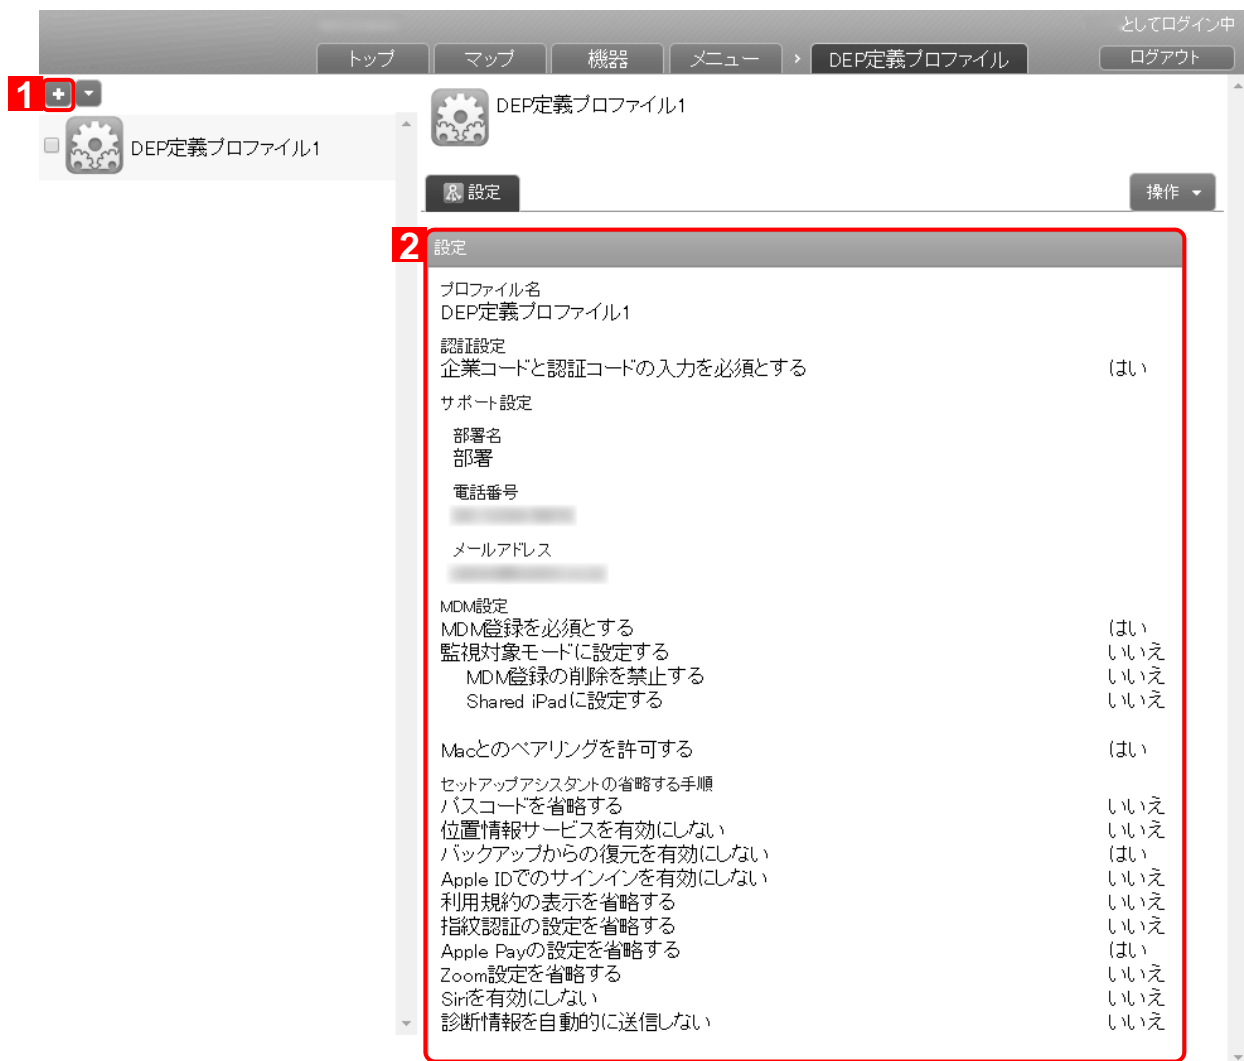 としてログイン中
トップ
マップ
機器
メニュー
›
DEP定義プロファイル
ログアウト
1
DEP定義プロファイル1
DEP定義プロファイル1
設定
操作
2
設定
プロファイル名
DEP定義プロファイル1
認証設定
企業コードと認証コードの入力を必須とする はい
サポート設定
部署名
部署
電話番号
メールアドレス
MDM設定
MDM登録を必須とする はい
監視対象モードに設定する いいえ
MDM登録の削除を禁止する いいえ
Shared iPadに設定する いいえ
Macとのペアリングを許可する はい
セットアップアシスタントの省略する手順
パスコードを省略する いいえ
位置情報サービスを有効にしない いいえ
バックアップからの復元を有効にしない はい
Apple IDでのサインインを有効にしない いいえ
利用規約の表示を省略する いいえ
指紋認証の設定を省略する いいえ
Apple Payの設定を省略する はい
Zoom設定を省略する いいえ
Siriを有効にしない いいえ
診断情報を自動的に送信しない いいえ